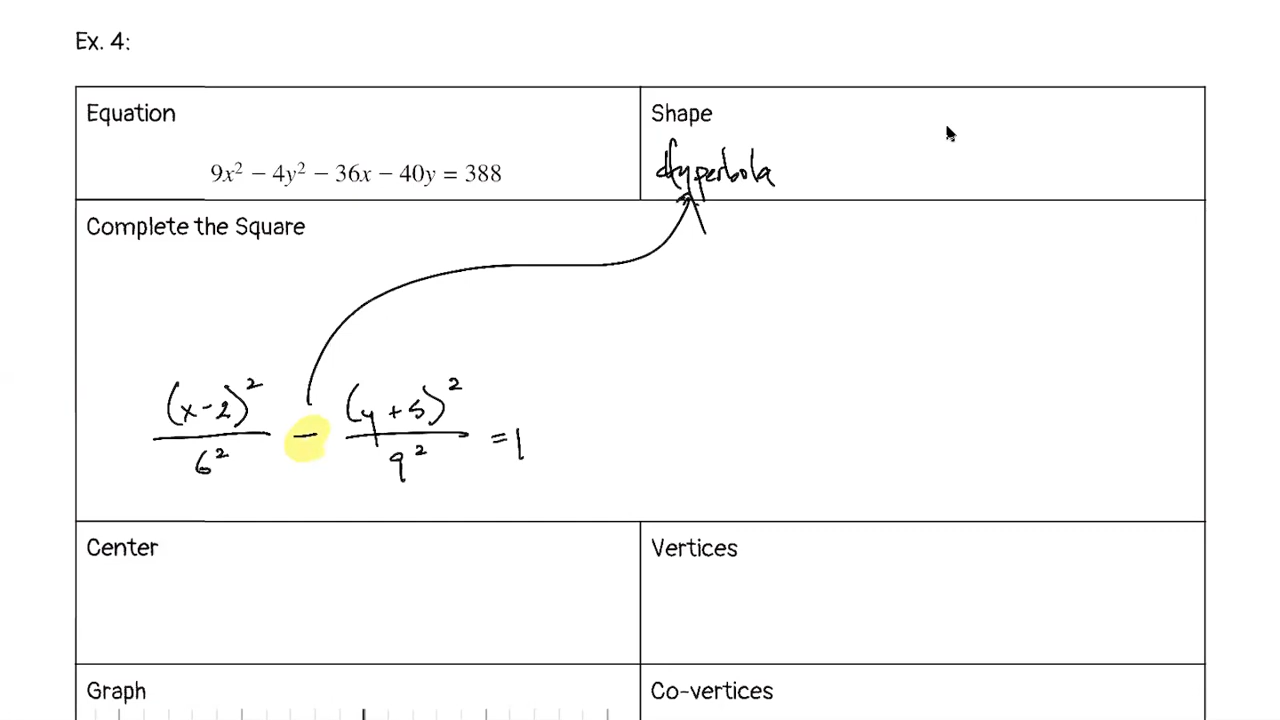 Ex. 4:
Equation
9x² − 4y² − 36x − 40y = 388
Shape
Hyperbola
Complete the Square
(x-2)²/6² − (y+5)²/9² = 1
Center
Vertices
Graph
Co-vertices